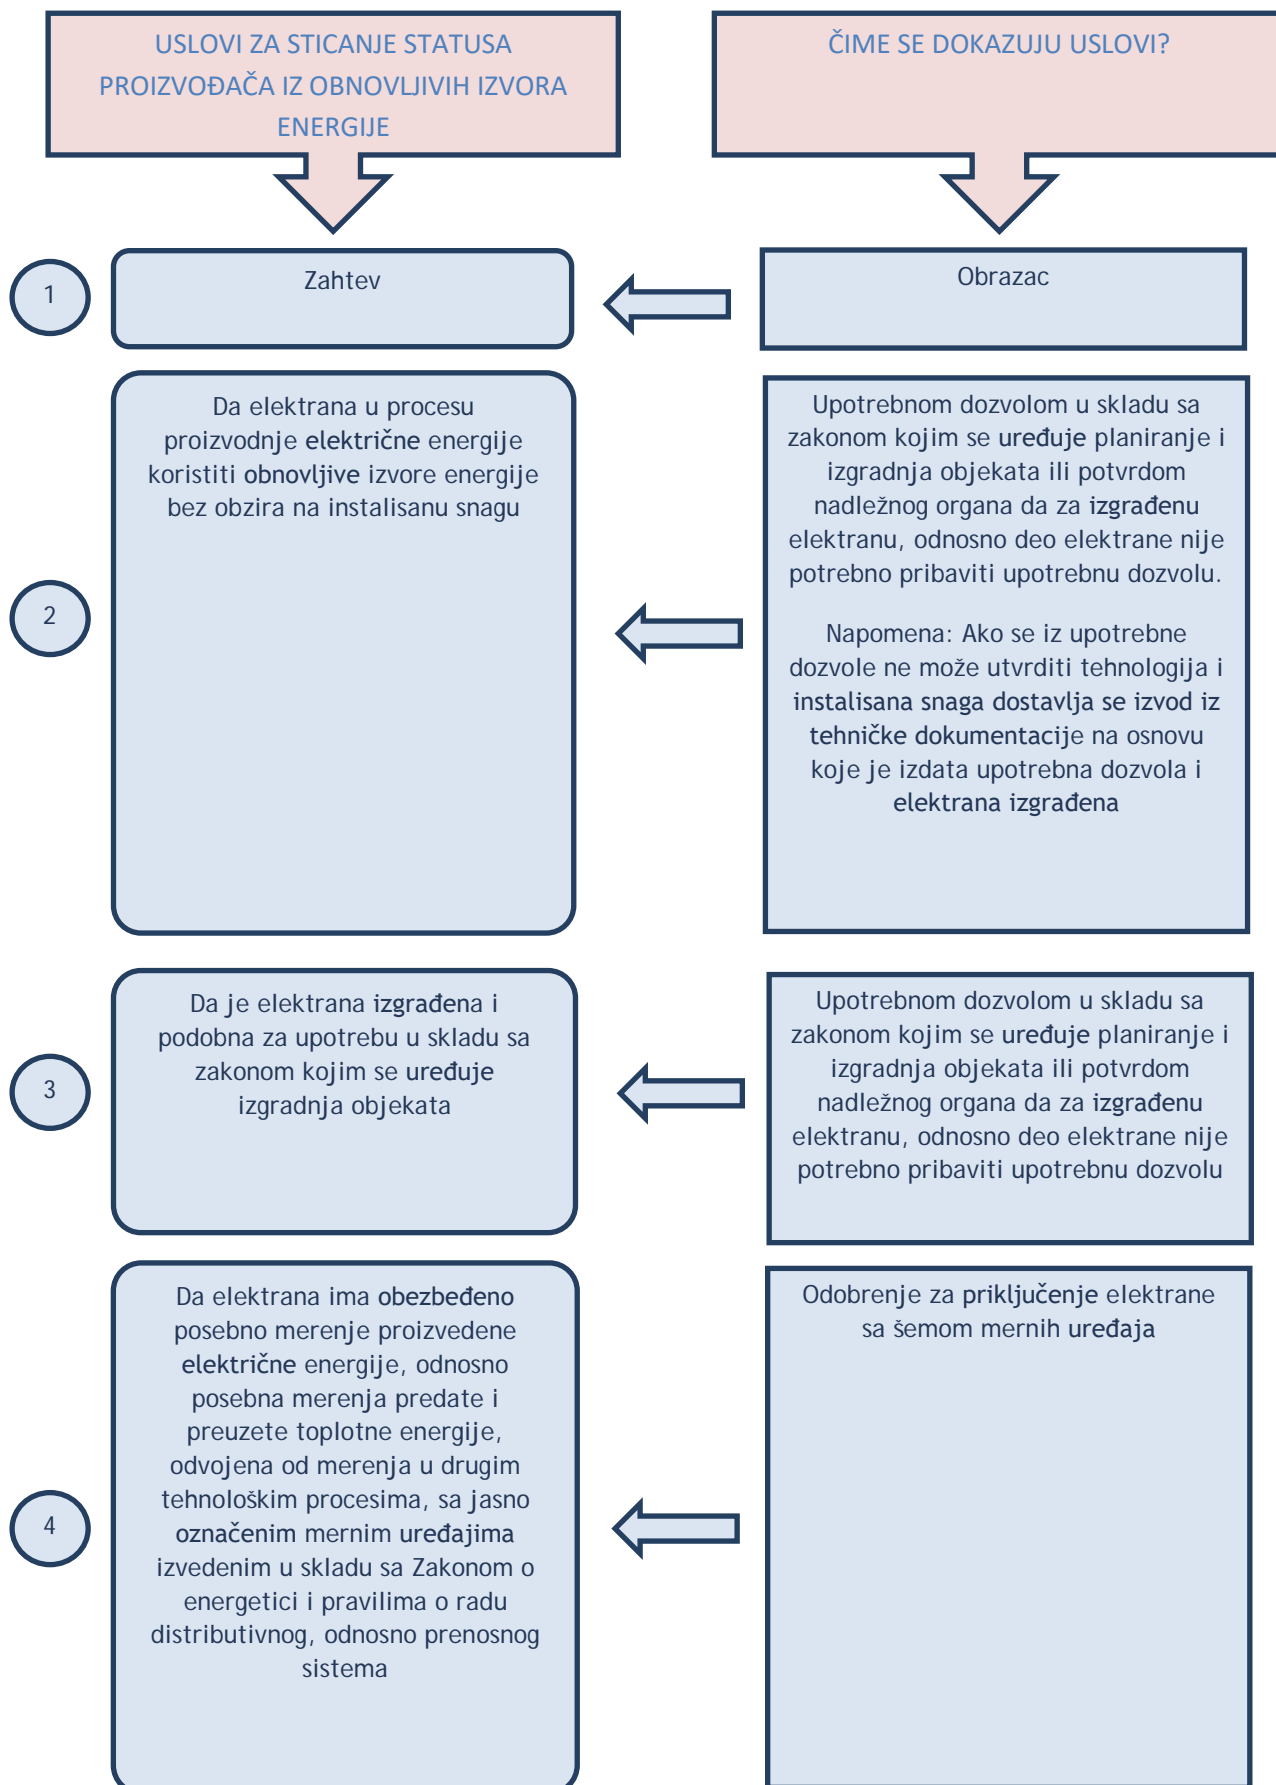 USLOVI ZA STICANJE STATUSA
PROIZVOĐAČA IZ OBNOVLJIVIH IZVORA
ENERGIJE
ČIME SE DOKAZUJU USLOVI?
1
Zahtev
Obrazac
2
Da elektrana u procesu
proizvodnje električne energije
koristiti obnovljive izvore energije
bez obzira na instalisanu snagu
Upotrebnom dozvolom u skladu sa
zakonom kojim se uređuje planiranje i
izgradnja objekata ili potvrdom
nadležnog organa da za izgrađenu
elektranu, odnosno deo elektrane nije
potrebno pribaviti upotrebnu dozvolu.
Napomena: Ako se iz upotrebne
dozvole ne može utvrditi tehnologija i
instalisana snaga dostavlja se izvod iz
tehničke dokumentacije na osnovu
koje je izdata upotrebna dozvola i
elektrana izgrađena
3
Da je elektrana izgrađena i
podobna za upotrebu u skladu sa
zakonom kojim se uređuje
izgradnja objekata
Upotrebnom dozvolom u skladu sa
zakonom kojim se uređuje planiranje i
izgradnja objekata ili potvrdom
nadležnog organa da za izgrađenu
elektranu, odnosno deo elektrane nije
potrebno pribaviti upotrebnu dozvolu
4
Da elektrana ima obezbeđeno
posebno merenje proizvedene
električne energije, odnosno
posebna merenja predate i
preuzete toplotne energije,
odvojena od merenja u drugim
tehnološkim procesima, sa jasno
označenim mernim uređajima
izvedenim u skladu sa Zakonom o
energetici i pravilima o radu
distributivnog, odnosno prenosnog
sistema
Odobrenje za priključenje elektrane
sa šemom mernih uređaja